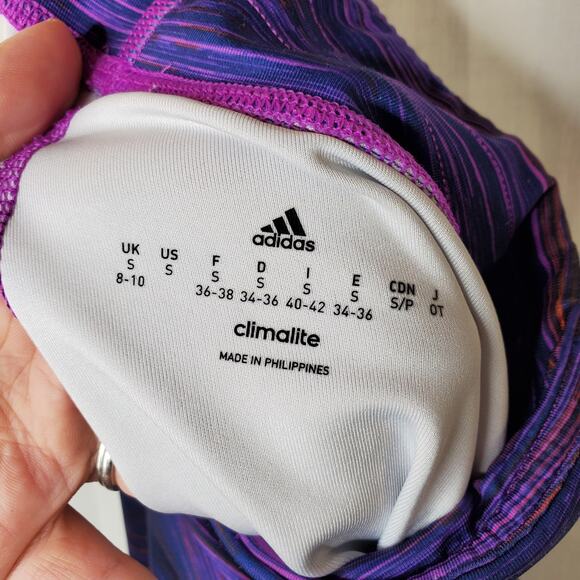 adidas
UK US F D I E CDN J
S S S S S S S/P OT
8-10 36-38 34-36 40-42 34-36
climalite
MADE IN PHILIPPINES